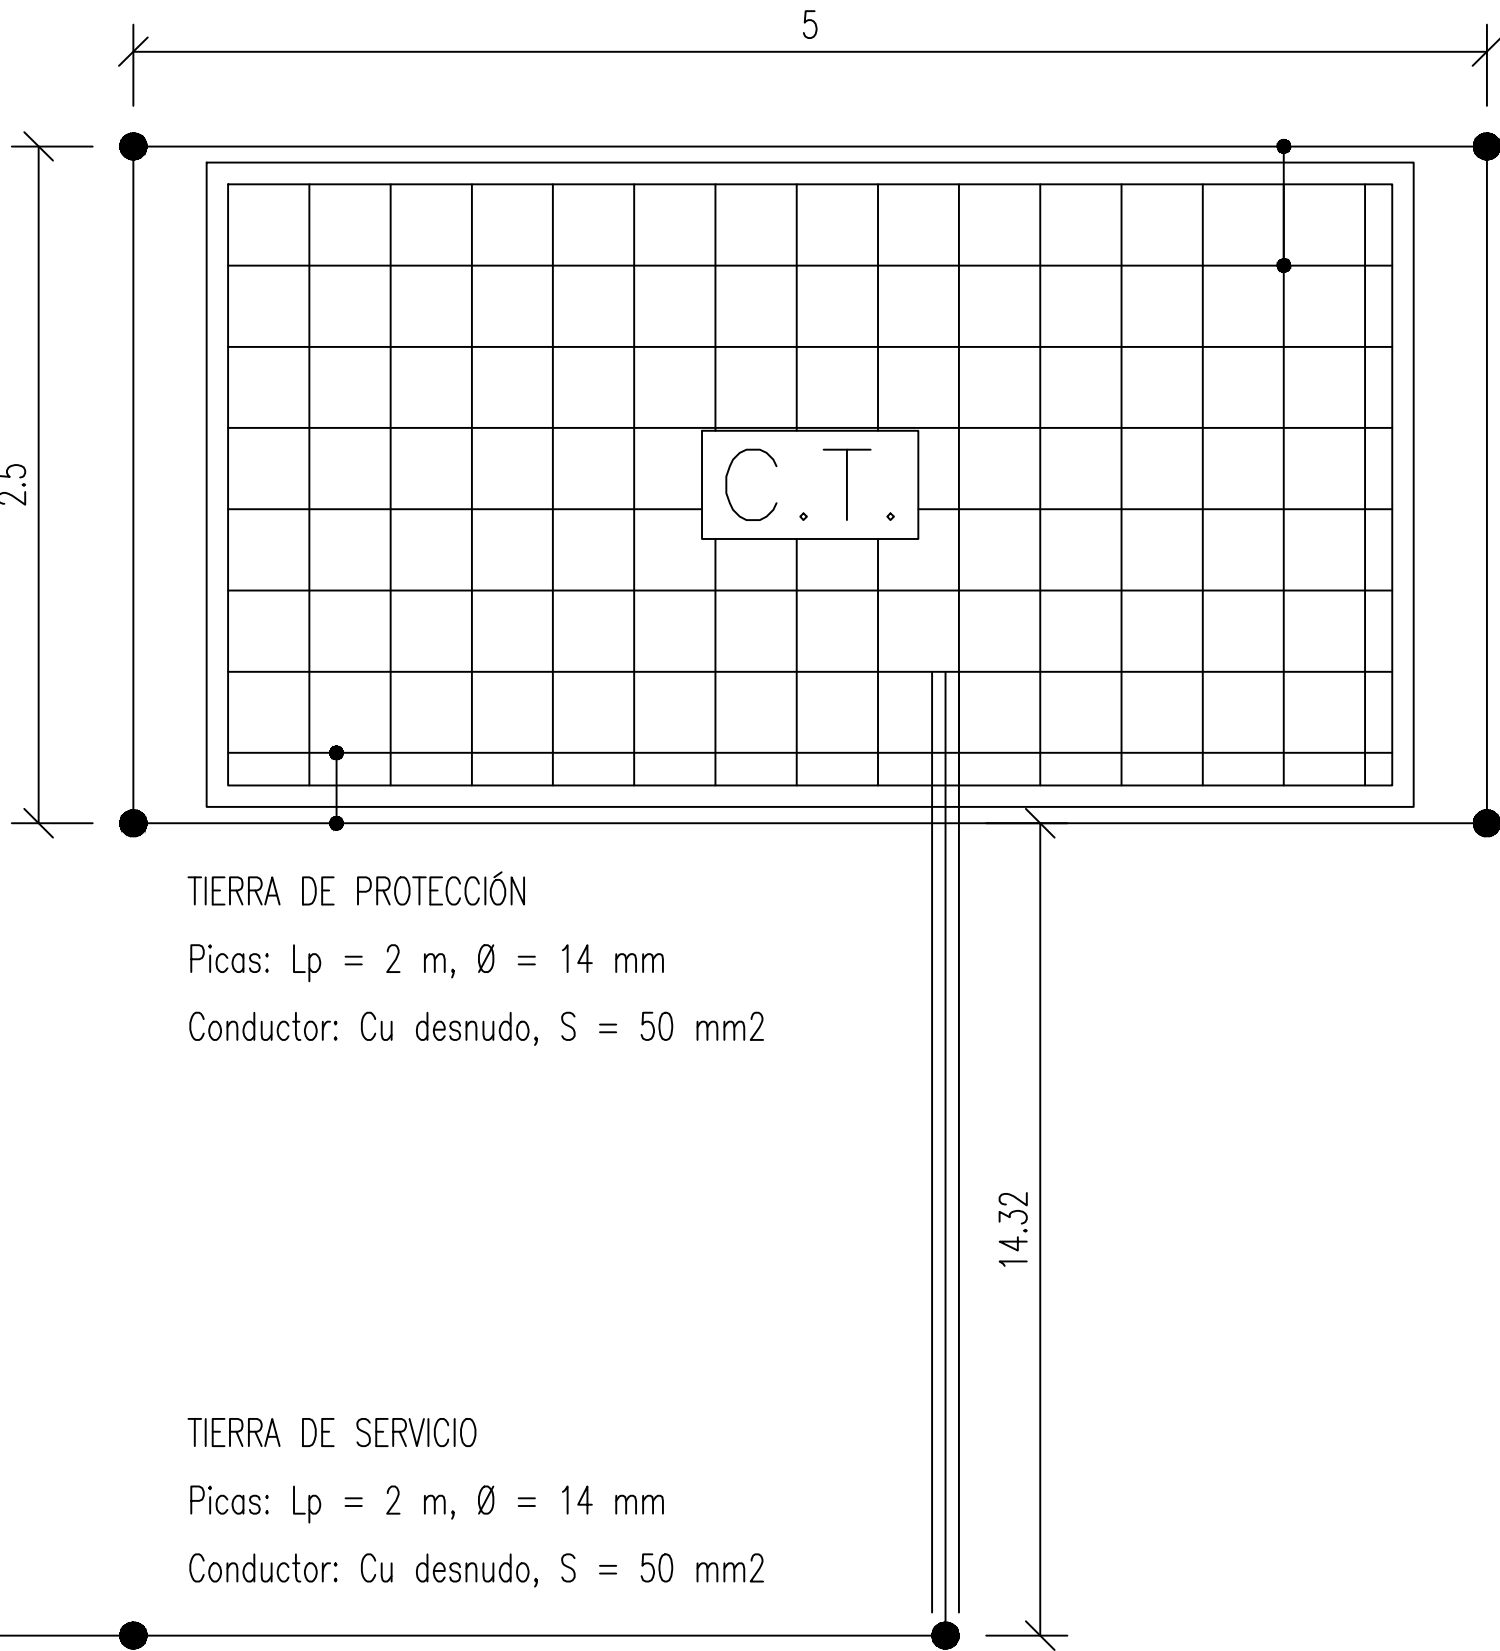 5
2.5
C.T.
TIERRA DE PROTECCIÓN
Picas: Lp = 2 m, Ø = 14 mm
Conductor: Cu desnudo, S = 50 mm2
14.32
TIERRA DE SERVICIO
Picas: Lp = 2 m, Ø = 14 mm
Conductor: Cu desnudo, S = 50 mm2